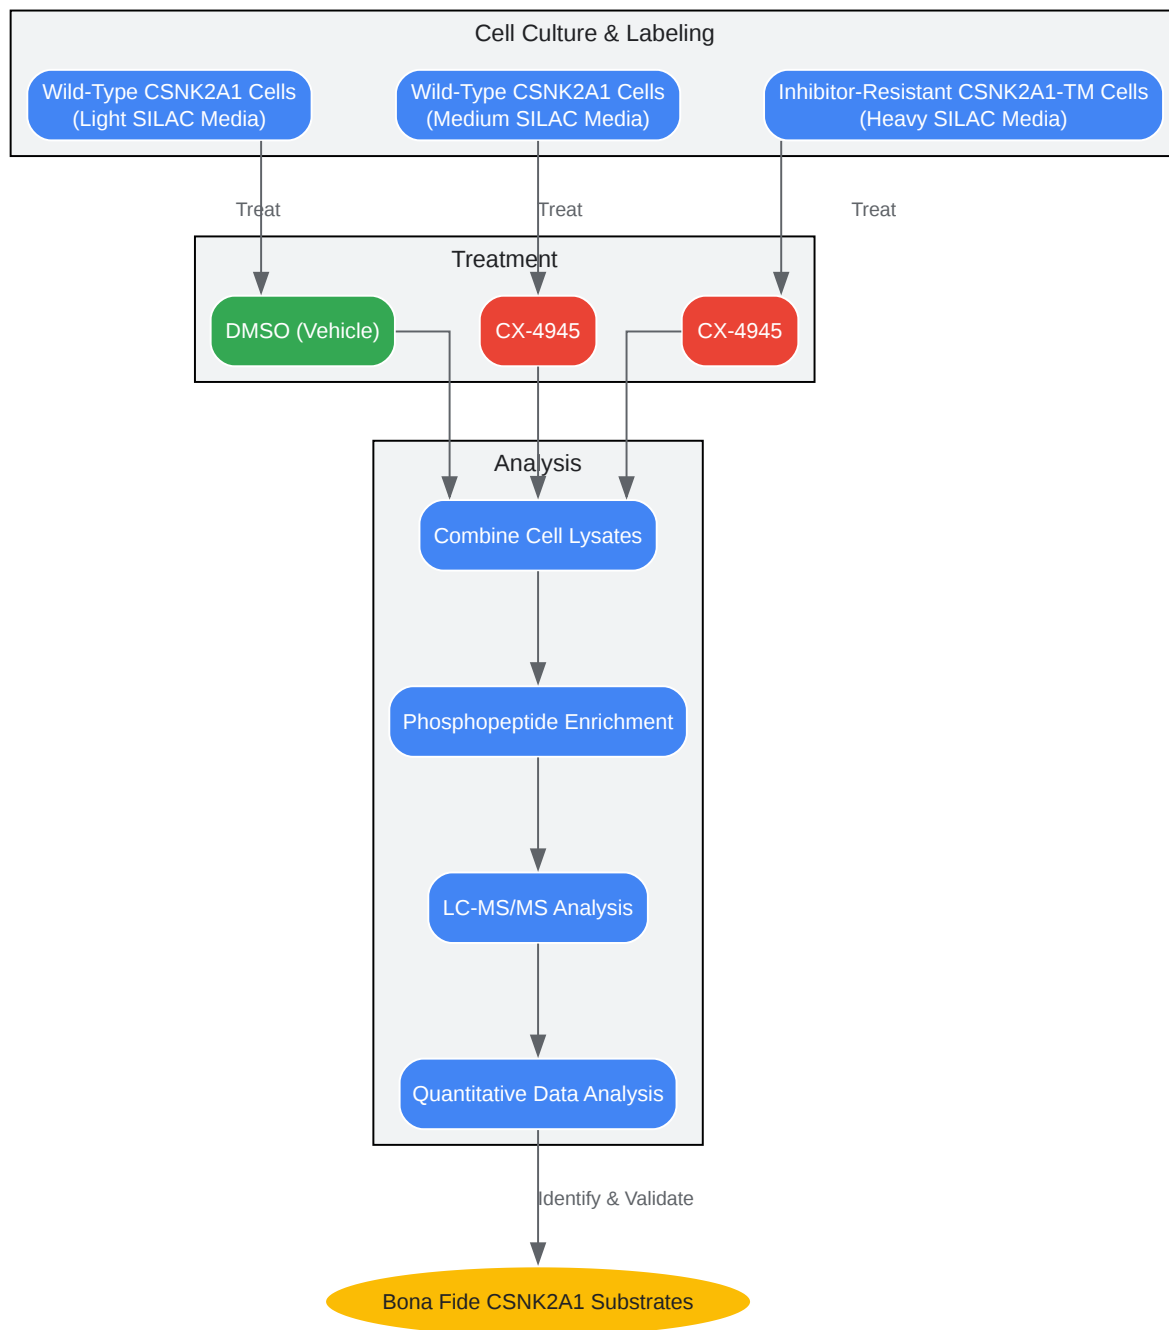 Cell Culture & Labeling
Wild-Type CSNK2A1 Cells
(Light SILAC Media)
Wild-Type CSNK2A1 Cells
(Medium SILAC Media)
Inhibitor-Resistant CSNK2A1-TM Cells
(Heavy SILAC Media)
Treat
Treat
Treat
Treatment
DMSO (Vehicle)
CX-4945
CX-4945
Analysis
Combine Cell Lysates
Phosphopeptide Enrichment
LC-MS/MS Analysis
Quantitative Data Analysis
Identify & Validate
Bona Fide CSNK2A1 Substrates